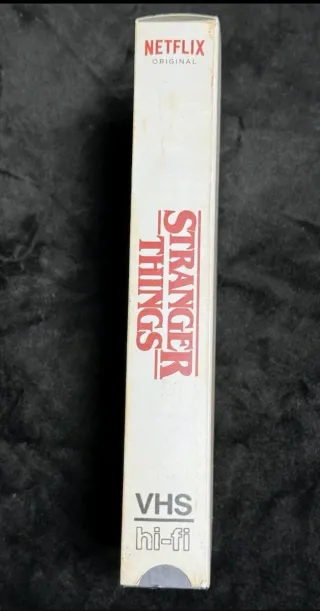 NETFLIX
ORIGINAL
STRANGER
THINGS
VHS
hi-fi